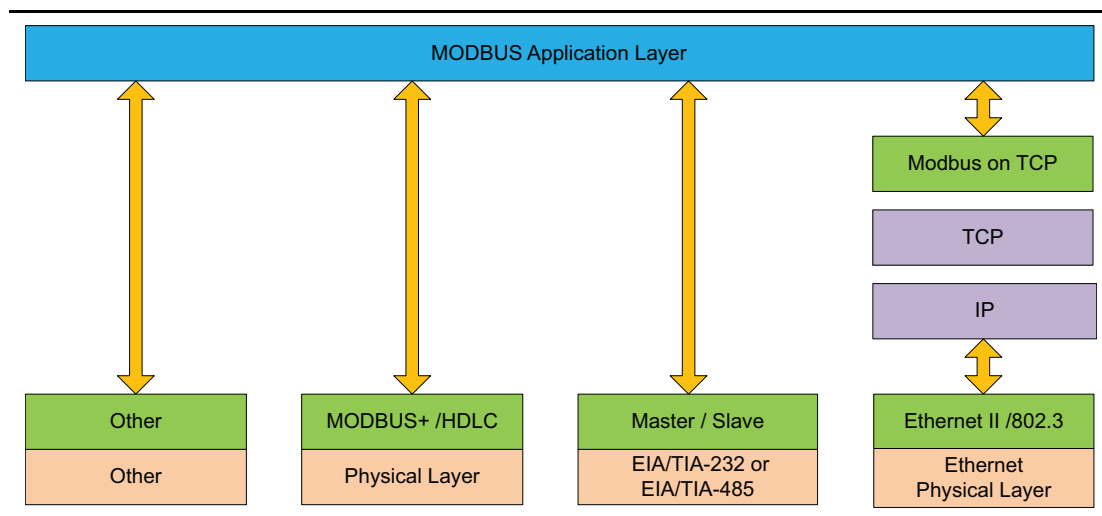 MODBUS Application Layer
Modbus on TCP
TCP
IP
Other
MODBUS+ /HDLC
Master / Slave
Ethernet II /802.3
Other
Physical Layer
EIA/TIA-232 or
EIA/TIA-485
Ethernet
Physical Layer